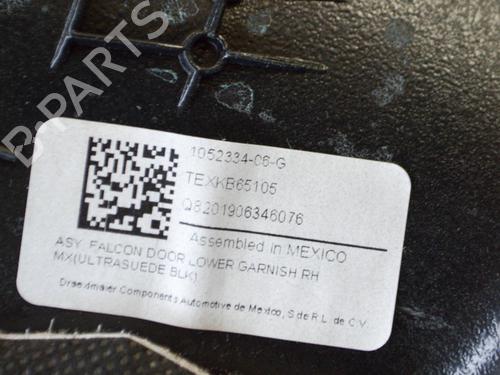 B-PARTS
1052334-06-G
TEXKB65105
Q8201906346076
Assembled in MEXICO
ASY, FALCON DOOR LOWER GARNISH RH
MX(ULTRASUEDE BLK)
Draexlmaier Components Automotive de Mexico, S de R.L. de C.V.